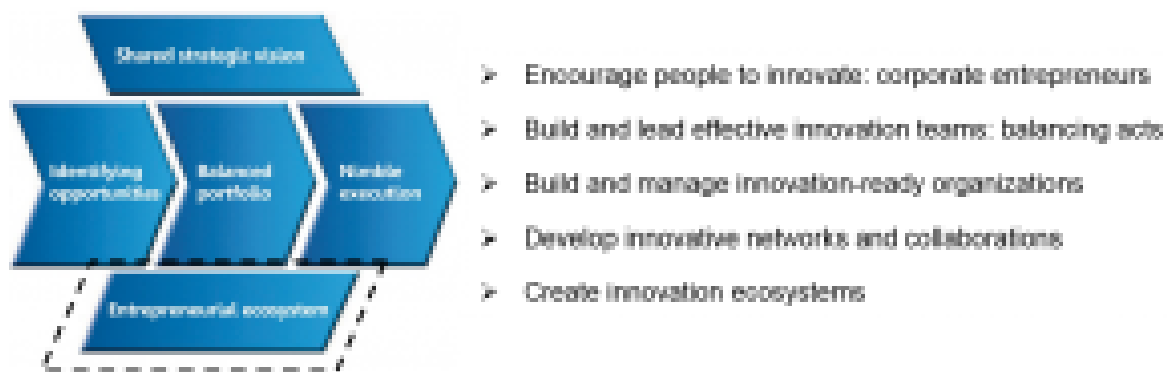 Shared strategic vision
Identifying
opportunities
Balanced
portfolio
Nimble
execution
Entrepreneurial ecosystem
➢ Encourage people to innovate: corporate entrepreneurs
➢ Build and lead effective innovation teams: balancing acts
➢ Build and manage innovation-ready organizations
➢ Develop innovative networks and collaborations
➢ Create innovation ecosystems